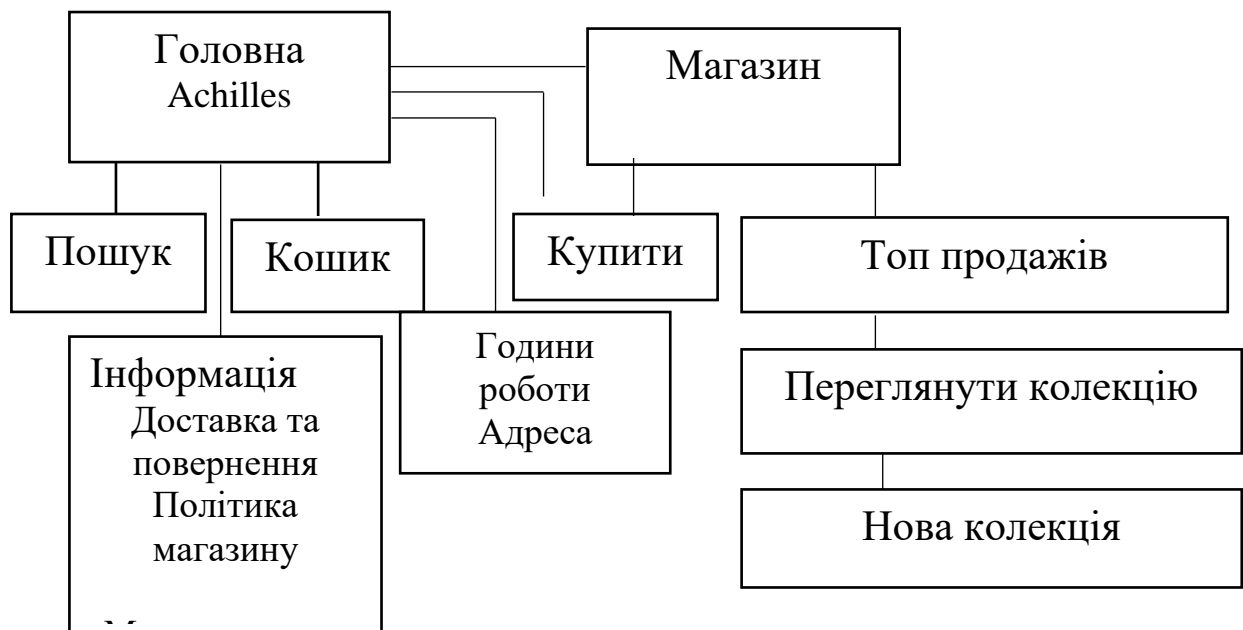 Головна
Achilles
Магазин
Пошук
Кошик
Купити
Топ продажів
Години
роботи
Адреса
Інформація
Доставка та
повернення
Політика
магазину
Переглянути колекцію
Нова колекція